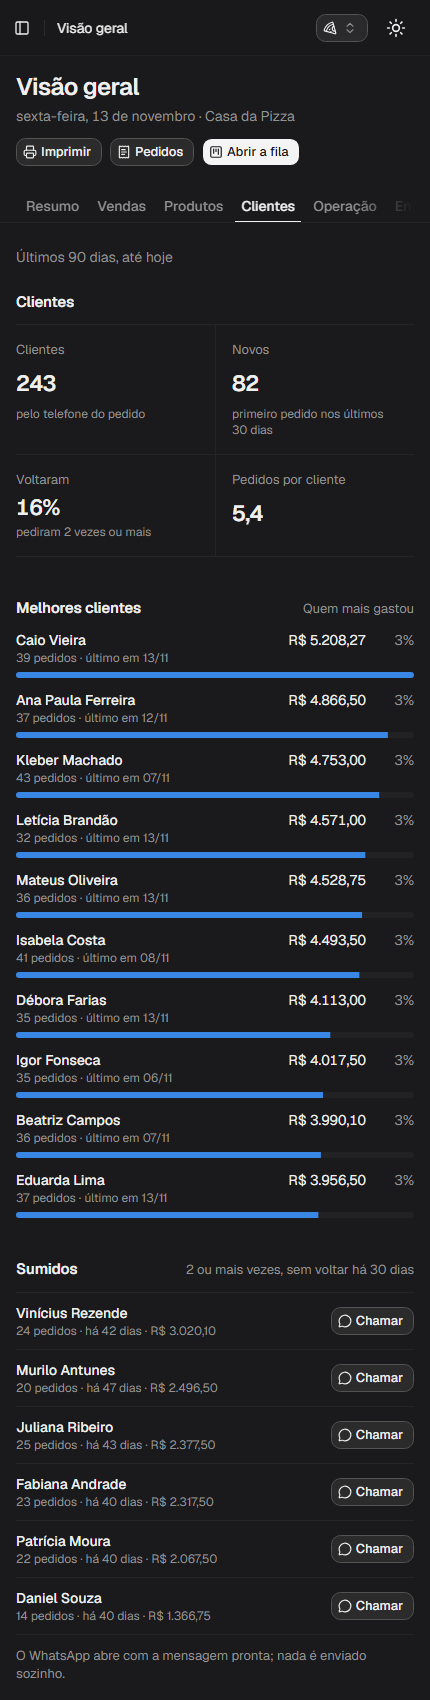 Visão geral
Visão geral
sexta-feira, 13 de novembro · Casa da Pizza
Imprimir
Pedidos
Abrir a fila
Resumo Vendas Produtos Clientes Operação En
Últimos 90 dias, até hoje
Clientes
Clientes
243
pelo telefone do pedido
Novos
82
primeiro pedido nos últimos
30 dias
Voltaram
16%
pediram 2 vezes ou mais
Pedidos por cliente
5,4
Melhores clientes Quem mais gastou
Caio Vieira R$ 5.208,27 3%
39 pedidos · último em 13/11
Ana Paula Ferreira R$ 4.866,50 3%
37 pedidos · último em 12/11
Kleber Machado R$ 4.753,00 3%
43 pedidos · último em 07/11
Letícia Brandão R$ 4.571,00 3%
32 pedidos · último em 13/11
Mateus Oliveira R$ 4.528,75 3%
36 pedidos · último em 13/11
Isabela Costa R$ 4.493,50 3%
41 pedidos · último em 08/11
Débora Farias R$ 4.113,00 3%
35 pedidos · último em 13/11
Igor Fonseca R$ 4.017,50 3%
35 pedidos · último em 06/11
Beatriz Campos R$ 3.990,10 3%
36 pedidos · último em 07/11
Eduarda Lima R$ 3.956,50 3%
37 pedidos · último em 13/11
Sumidos 2 ou mais vezes, sem voltar há 30 dias
Vinícius Rezende
24 pedidos · há 42 dias · R$ 3.020,10
Chamar
Murilo Antunes
20 pedidos · há 47 dias · R$ 2.496,50
Chamar
Juliana Ribeiro
25 pedidos · há 43 dias · R$ 2.377,50
Chamar
Fabiana Andrade
23 pedidos · há 40 dias · R$ 2.317,50
Chamar
Patrícia Moura
22 pedidos · há 40 dias · R$ 2.067,50
Chamar
Daniel Souza
14 pedidos · há 40 dias · R$ 1.366,75
Chamar
O WhatsApp abre com a mensagem pronta; nada é enviado
sozinho.